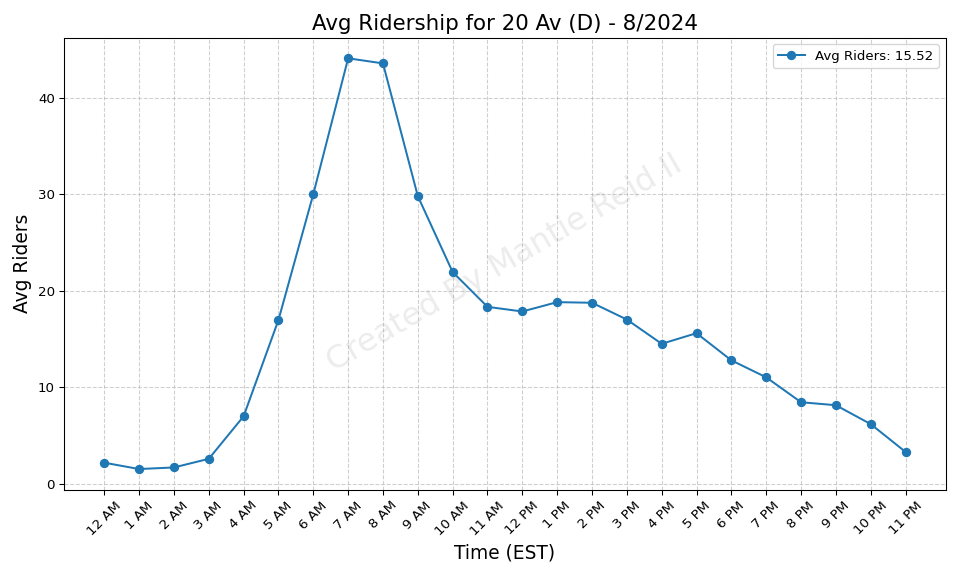 Avg Ridership for 20 Av (D) - 8/2024
Avg Riders: 15.52
Avg Riders
40
30
20
10
0
Created By Mantie Reid II
12 AM
1 AM
2 AM
3 AM
4 AM
5 AM
6 AM
7 AM
8 AM
9 AM
10 AM
11 AM
12 PM
1 PM
2 PM
3 PM
4 PM
5 PM
6 PM
7 PM
8 PM
9 PM
10 PM
11 PM
Time (EST)